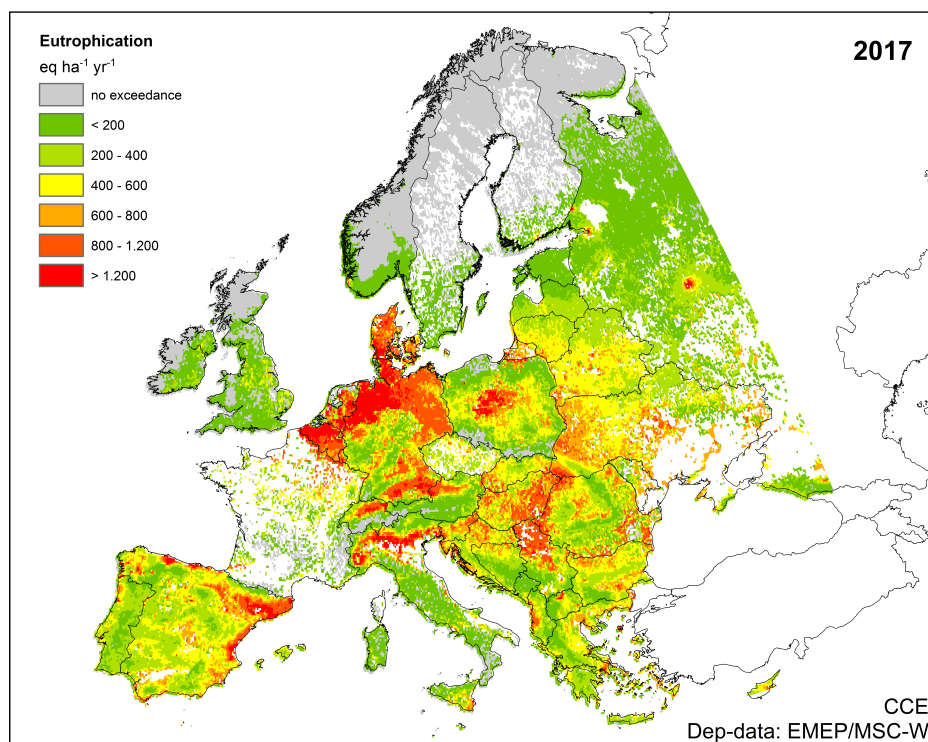 Eutrophication
eq ha⁻¹ yr⁻¹
no exceedance
< 200
200 - 400
400 - 600
600 - 800
800 - 1.200
> 1.200
2017
CCE
Dep-data: EMEP/MSC-W